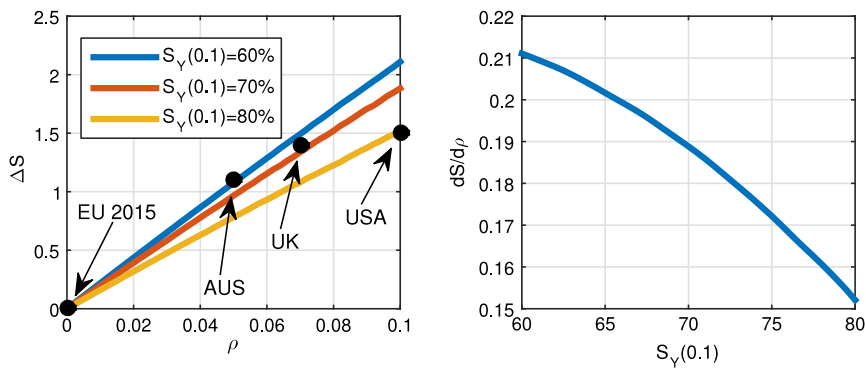 2.5
2
1.5
1
0.5
0
ΔS
S_Y(0.1)=60%
S_Y(0.1)=70%
S_Y(0.1)=80%
EU 2015
AUS
UK
USA
0 0.02 0.04 0.06 0.08 0.1
ρ
0.22
0.21
0.2
0.19
0.18
0.17
0.16
0.15
dS/dρ
60 65 70 75 80
S_Y(0.1)